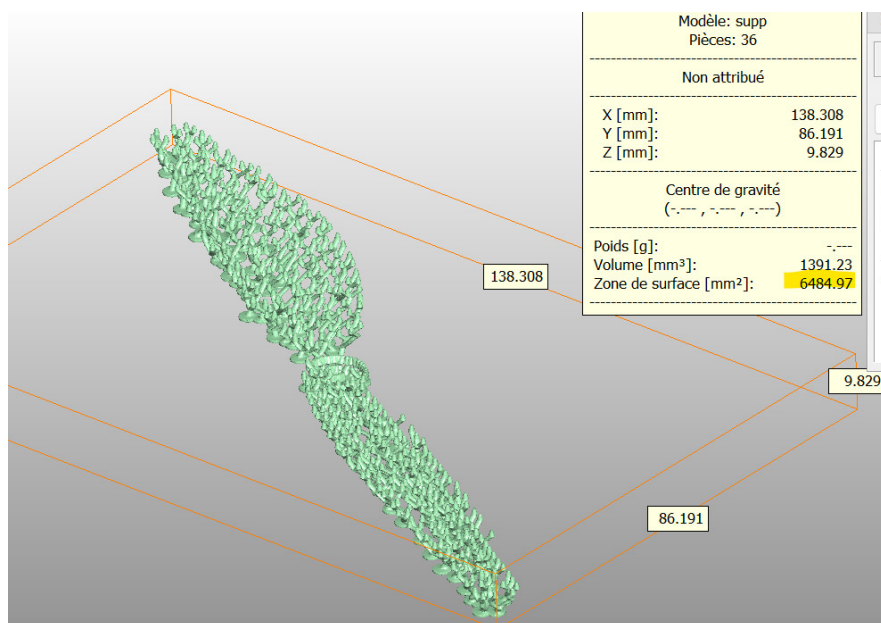 Modèle: supp
Pièces: 36
Non attribué
X [mm]: 138.308
Y [mm]: 86.191
Z [mm]: 9.829
Centre de gravité
(-.--- , -.--- , -.---)
Poids [g]: -.---
Volume [mm³]: 1391.23
Zone de surface [mm²]: 6484.97
138.308
9.829
86.191